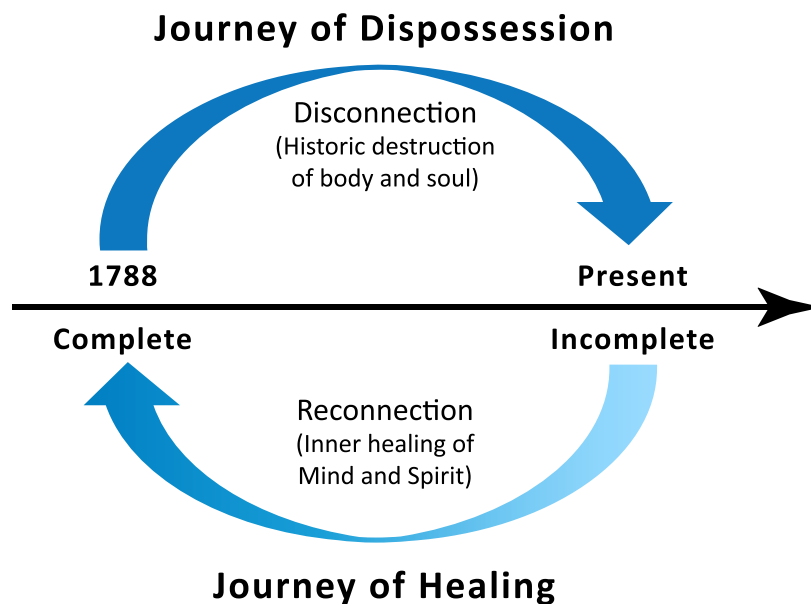 Journey of Dispossession
Disconnection
(Historic destruction
of body and soul)
1788
Present
Complete
Incomplete
Reconnection
(Inner healing of
Mind and Spirit)
Journey of Healing